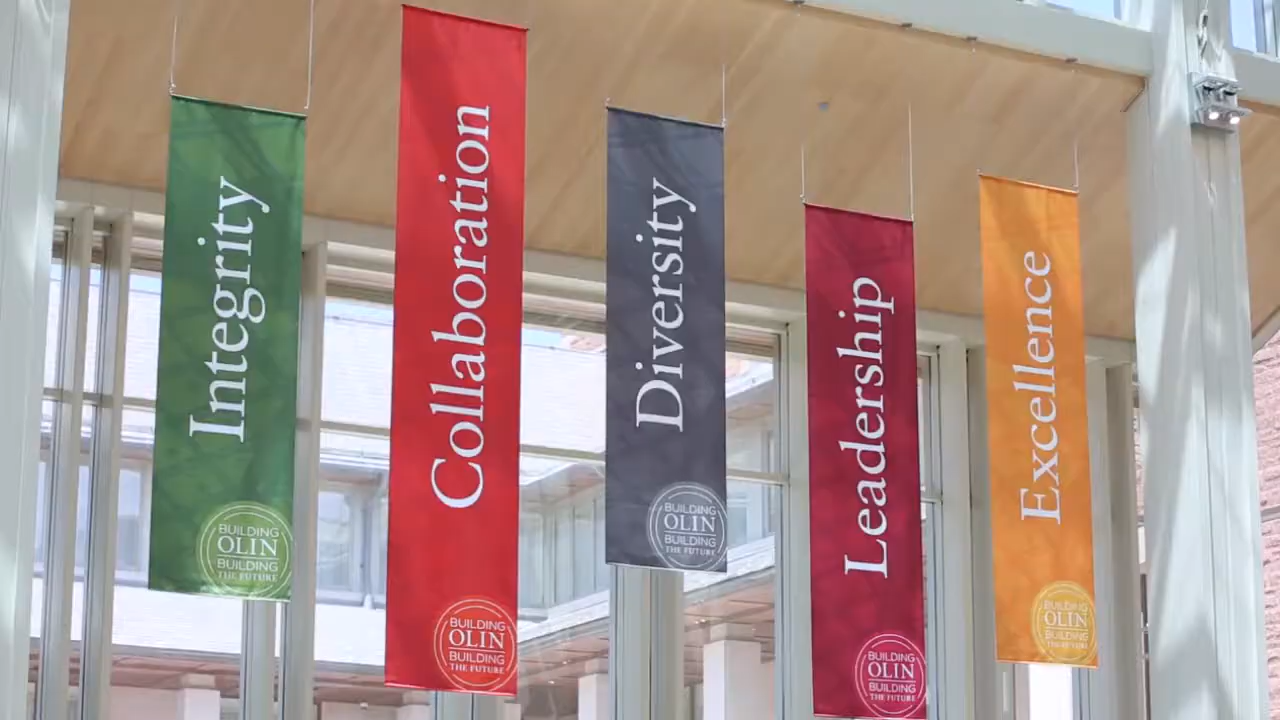 Integrity
BUILDING
OLIN
BUILDING
THE FUTURE
Collaboration
BUILDING
OLIN
BUILDING
THE FUTURE
Diversity
BUILDING
OLIN
BUILDING
THE FUTURE
Leadership
BUILDING
OLIN
BUILDING
THE FUTURE
Excellence
BUILDING
OLIN
BUILDING
THE FUTURE